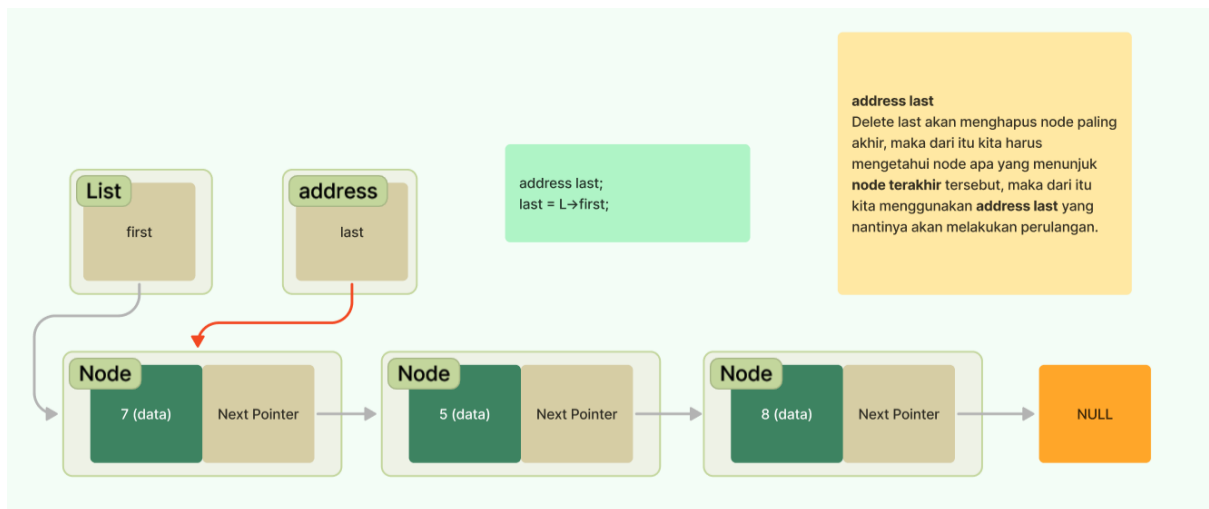 address last
Delete last akan menghapus node paling
akhir, maka dari itu kita harus
mengetahui node apa yang menunjuk
node terakhir tersebut, maka dari itu
kita menggunakan address last yang
nantinya akan melakukan perulangan.
address last;
last = L→first;
List
first
address
last
Node
7 (data)
Next Pointer
Node
5 (data)
Next Pointer
Node
8 (data)
Next Pointer
NULL